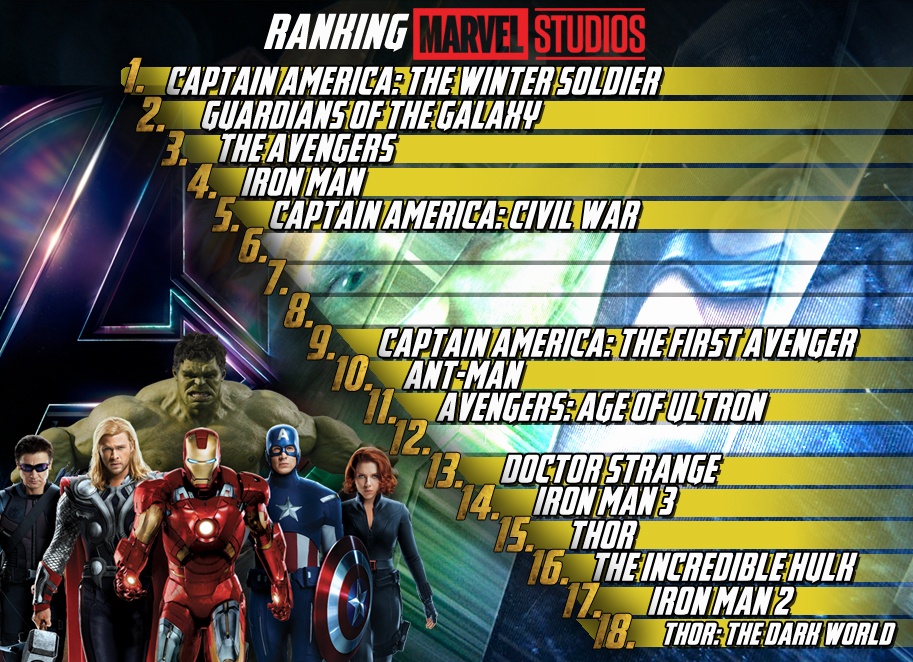 RANKING MARVEL STUDIOS
1. CAPTAIN AMERICA: THE WINTER SOLDIER
2. GUARDIANS OF THE GALAXY
3. THE AVENGERS
4. IRON MAN
5. CAPTAIN AMERICA: CIVIL WAR
6.
7.
8.
9. CAPTAIN AMERICA: THE FIRST AVENGER
10. ANT-MAN
11. AVENGERS: AGE OF ULTRON
12.
13. DOCTOR STRANGE
14. IRON MAN 3
15. THOR
16. THE INCREDIBLE HULK
17. IRON MAN 2
18. THOR: THE DARK WORLD